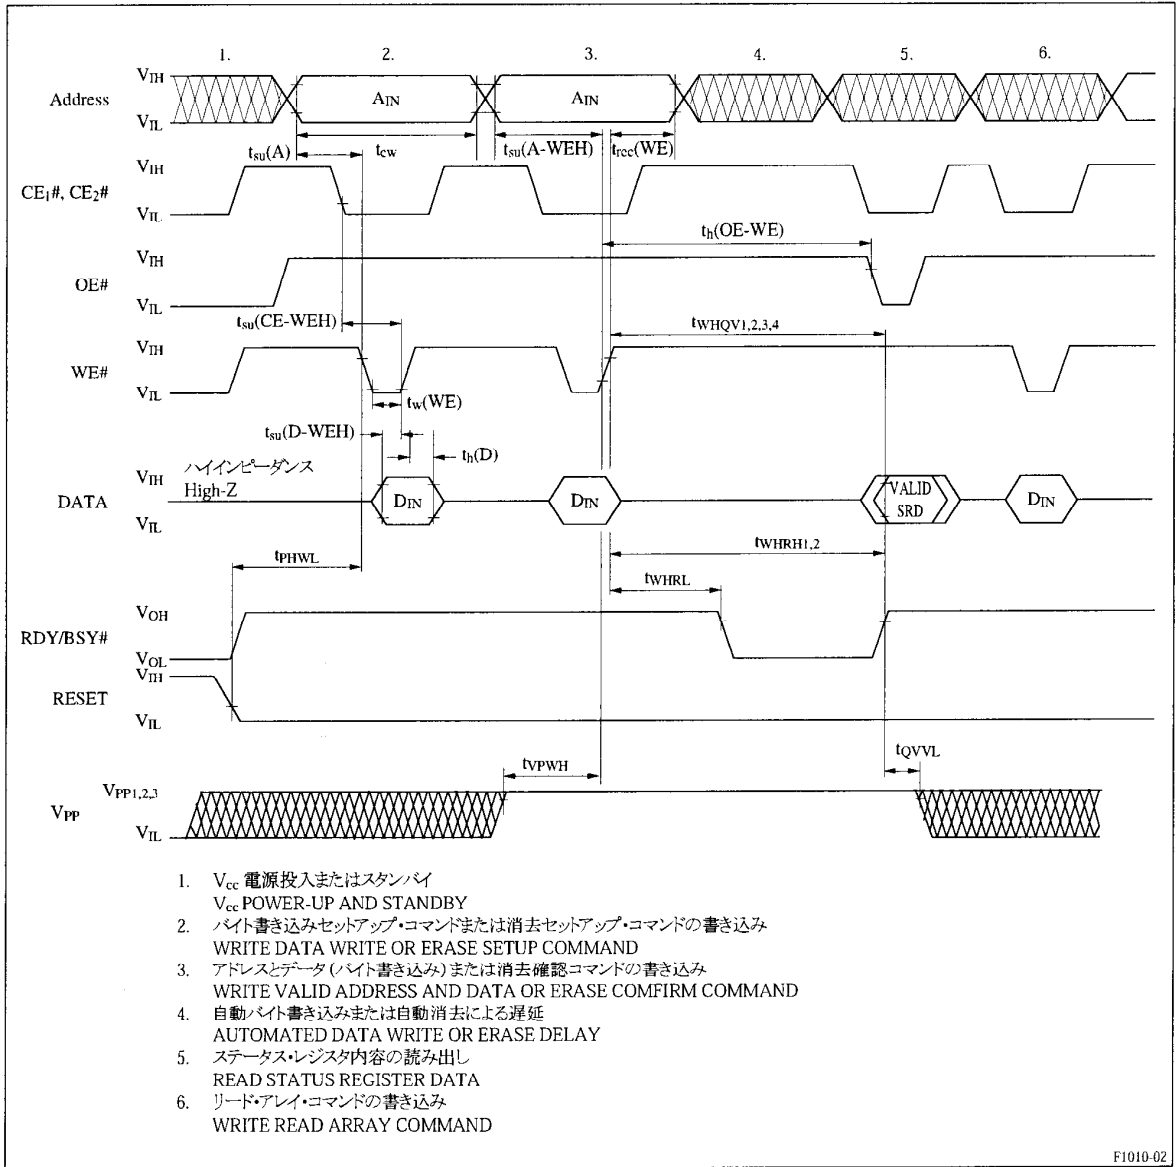 1. 2. 3. 4. 5. 6.
VIH
Address AIN AIN
VIL
tsu(A) tcw tsu(A-WEH) trec(WE)
VIH
CE1#, CE2#
VIL
th(OE-WE)
VIH
OE#
VIL
tsu(CE-WEH) tWHQV1,2,3,4
VIH
WE#
VIL
tw(WE)
tsu(D-WEH)
th(D)
VIH ハイインピーダンス
High-Z
DATA DIN DIN VALID DIN
SRD
VIL
tPHWL tWHRH1,2
tWHRL
VOH
RDY/BSY#
VOL
VIH
RESET
VIL
tVPWH tQVVL
VPP1,2,3
VPP
VIL
1. Vcc 電源投入またはスタンバイ
Vcc POWER-UP AND STANDBY
2. バイト書き込みセットアップ・コマンドまたは消去セットアップ・コマンドの書き込み
WRITE DATA WRITE OR ERASE SETUP COMMAND
3. アドレスとデータ(バイト書き込み)または消去確認コマンドの書き込み
WRITE VALID ADDRESS AND DATA OR ERASE COMFIRM COMMAND
4. 自動バイト書き込みまたは自動消去による遅延
AUTOMATED DATA WRITE OR ERASE DELAY
5. ステータス・レジスタ内容の読み出し
READ STATUS REGISTER DATA
6. リード・アレイ・コマンドの書き込み
WRITE READ ARRAY COMMAND
F1010-02